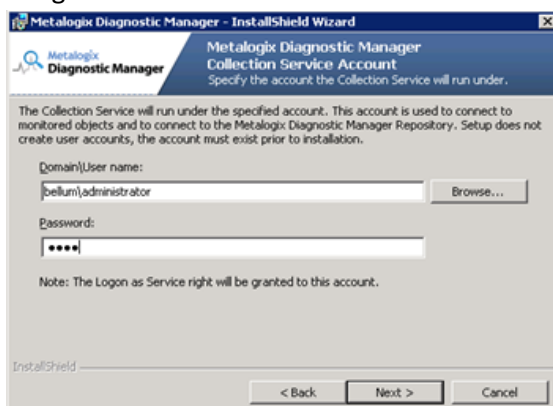 Metalogix Diagnostic Manager - InstallShield Wizard
Metalogix
Diagnostic Manager
Metalogix Diagnostic Manager
Collection Service Account
Specify the account the Collection Service will run under.
The Collection Service will run under the specified account. This account is used to connect to
monitored objects and to connect to the Metalogix Diagnostic Manager Repository. Setup does not
create user accounts, the account must exist prior to installation.
Domain\User name:
bellum\administrator
Browse...
Password:
••••
Note: The Logon as Service right will be granted to this account.
InstallShield
< Back
Next >
Cancel